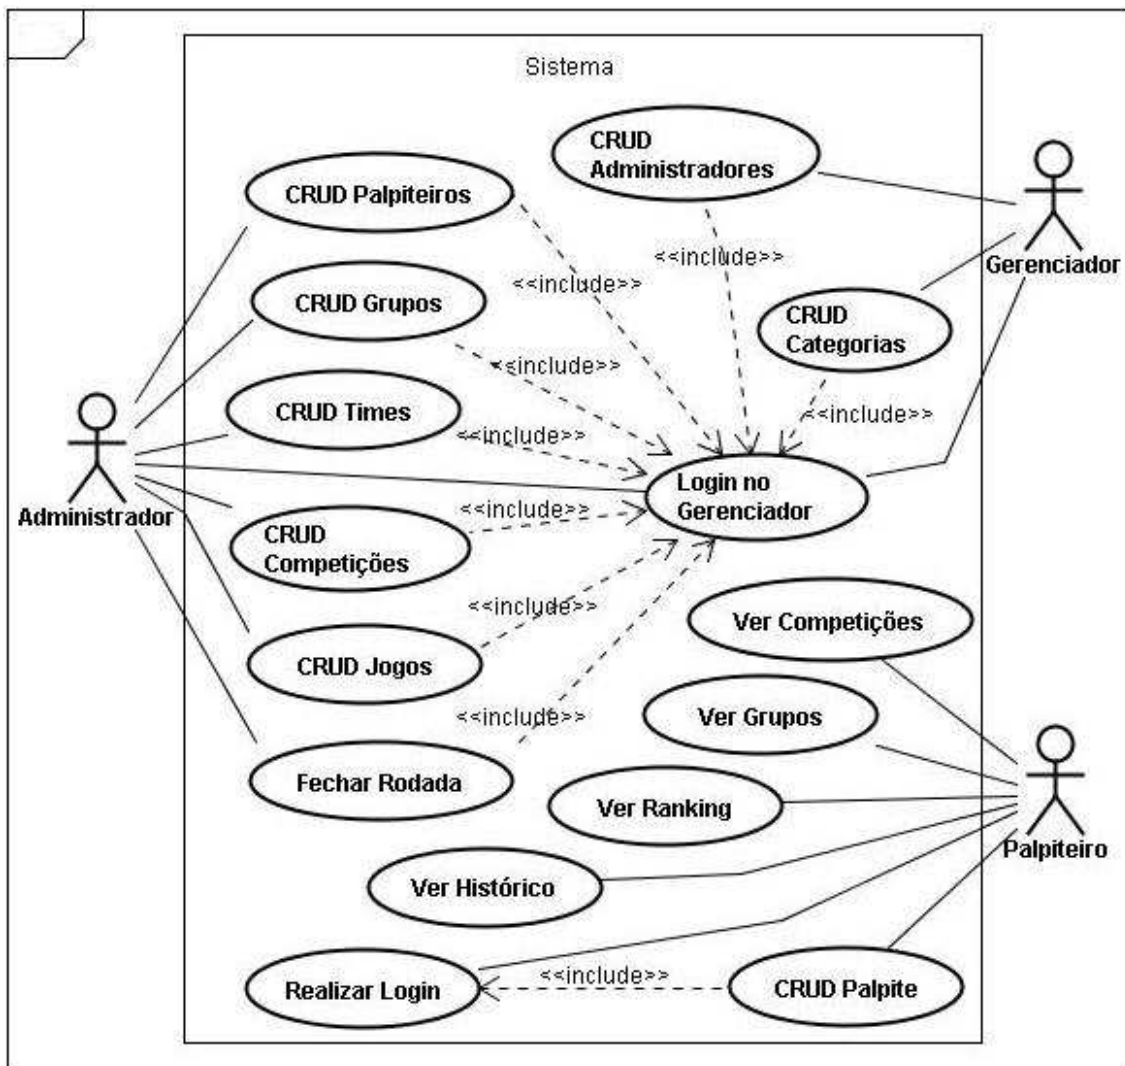 Sistema
CRUD
Administradores
CRUD Palpiteiros
<<include>>
Gerenciador
<<include>>
CRUD Grupos
CRUD
Categorias
<<include>>
CRUD Times
<<include>>
<<include>>
Login no
Gerenciador
Administrador
<<include>>
CRUD
Competições
<<include>>
Ver Competições
CRUD Jogos
Ver Grupos
<<include>>
Fechar Rodada
Ver Ranking
Palpiteiro
Ver Histórico
<<include>>
Realizar Login
CRUD Palpite